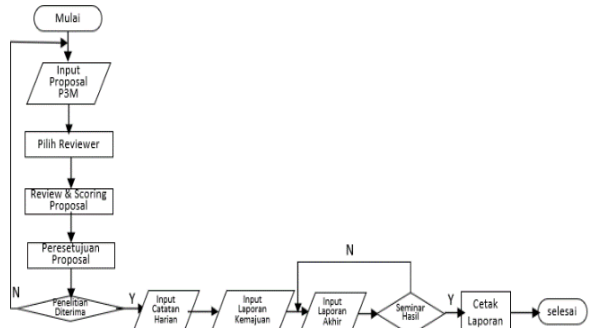 Mulai
Input
Proposal
P3M
Pilih Reviewer
Review & Scoring
Proposal
Peresetujuan
Proposal
N
Penelitian
Diterima
Y
Input
Catatan
Harian
Input
Laporan
Kemajuan
Input
Laporan
Akhir
N
Seminar
Hasil
Y
Cetak
Laporan
selesai